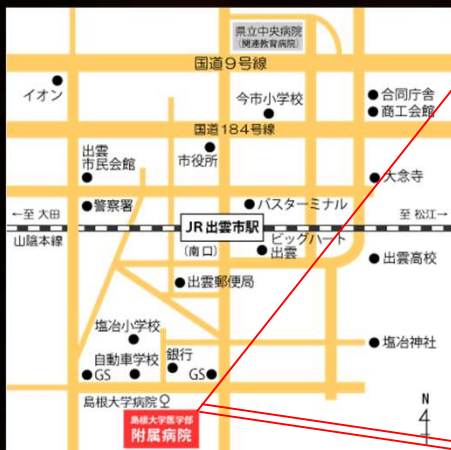 県立中央病院
(関連教育病院)
国道9号線
イオン
今市小学校
合同庁舎
商工会館
国道184号線
出雲
市民会館
市役所
大念寺
警察署
バスターミナル
←至 大田
至 松江→
山陰本線
JR出雲市駅
(南口)
ビッグハート
出雲
出雲高校
出雲郵便局
塩冶小学校
塩冶神社
自動車学校
銀行
GS
GS
島根大学病院
島根大学医学部
附属病院
N
4